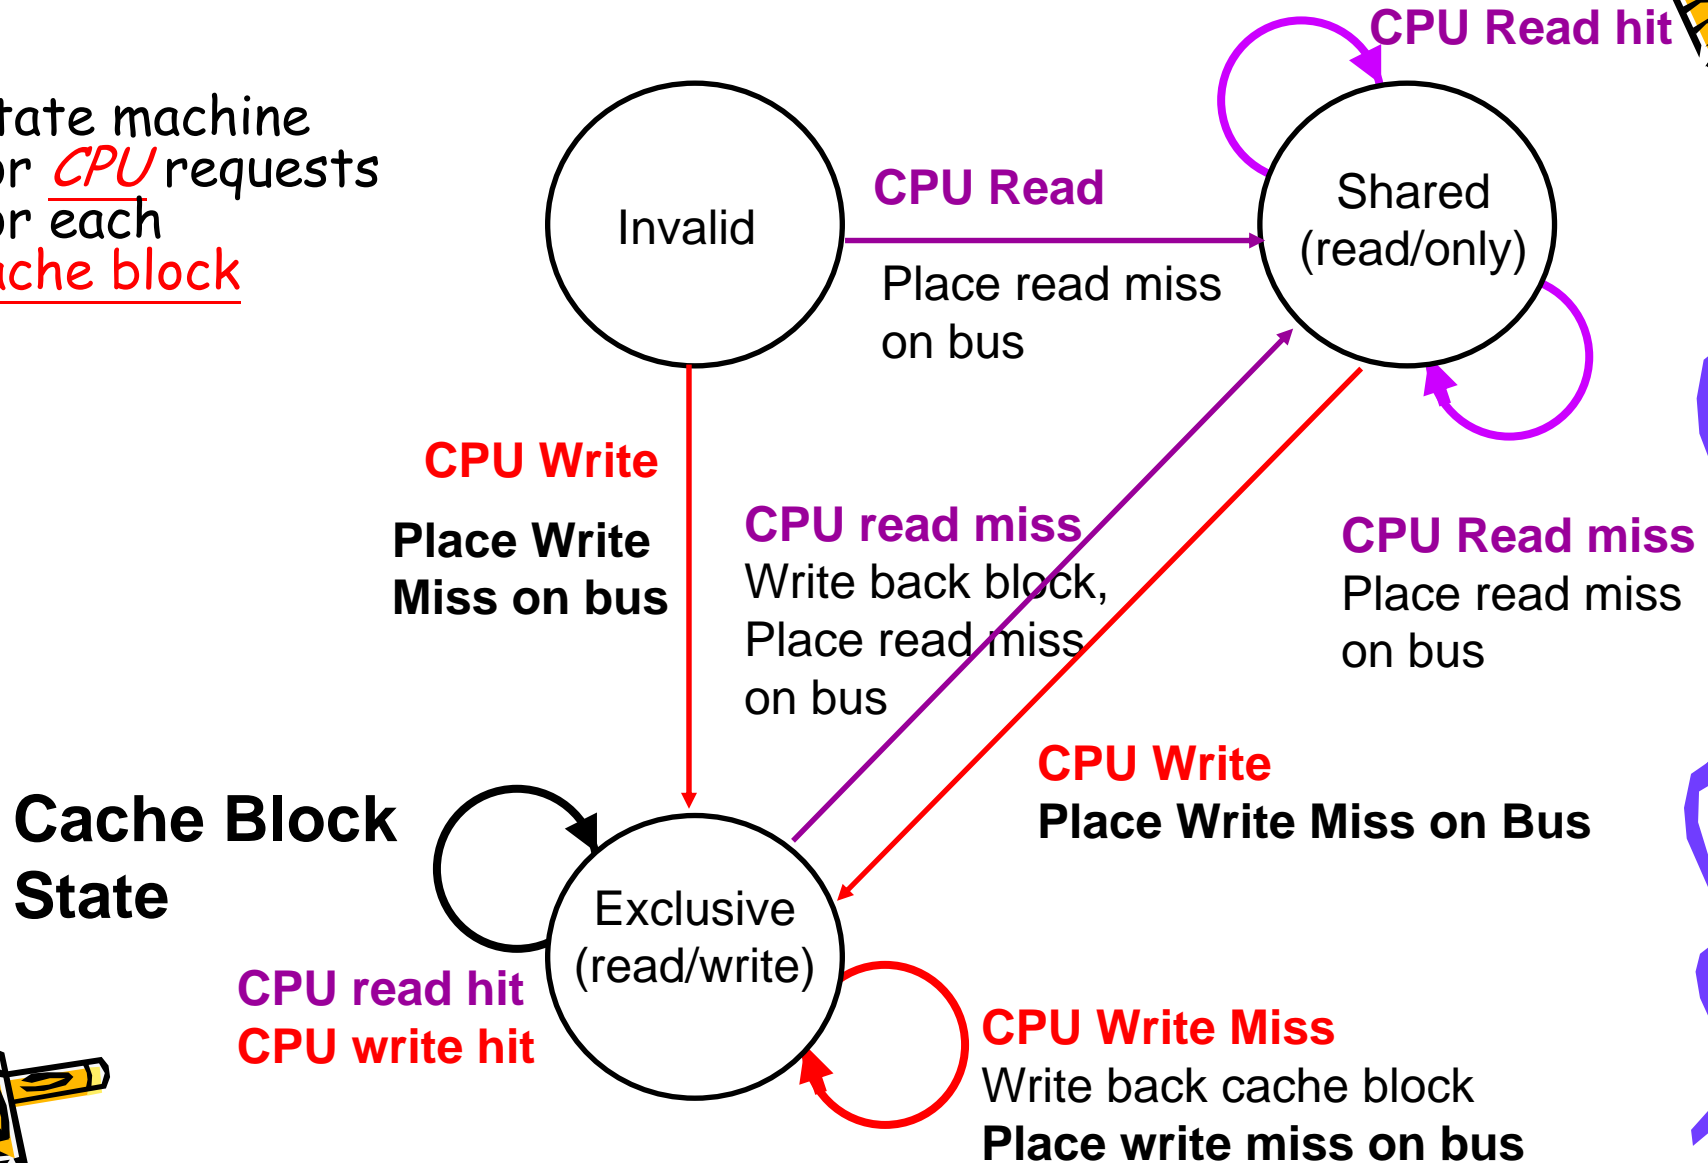 tate machine
or CPU requests
or each
ache block
CPU Read hit
Invalid
CPU Read
Place read miss
on bus
Shared
(read/only)
CPU Write
Place Write
Miss on bus
CPU read miss
Write back block,
Place read miss
on bus
CPU Read miss
Place read miss
on bus
CPU Write
Place Write Miss on Bus
Cache Block
State
Exclusive
(read/write)
CPU read hit
CPU write hit
CPU Write Miss
Write back cache block
Place write miss on bus